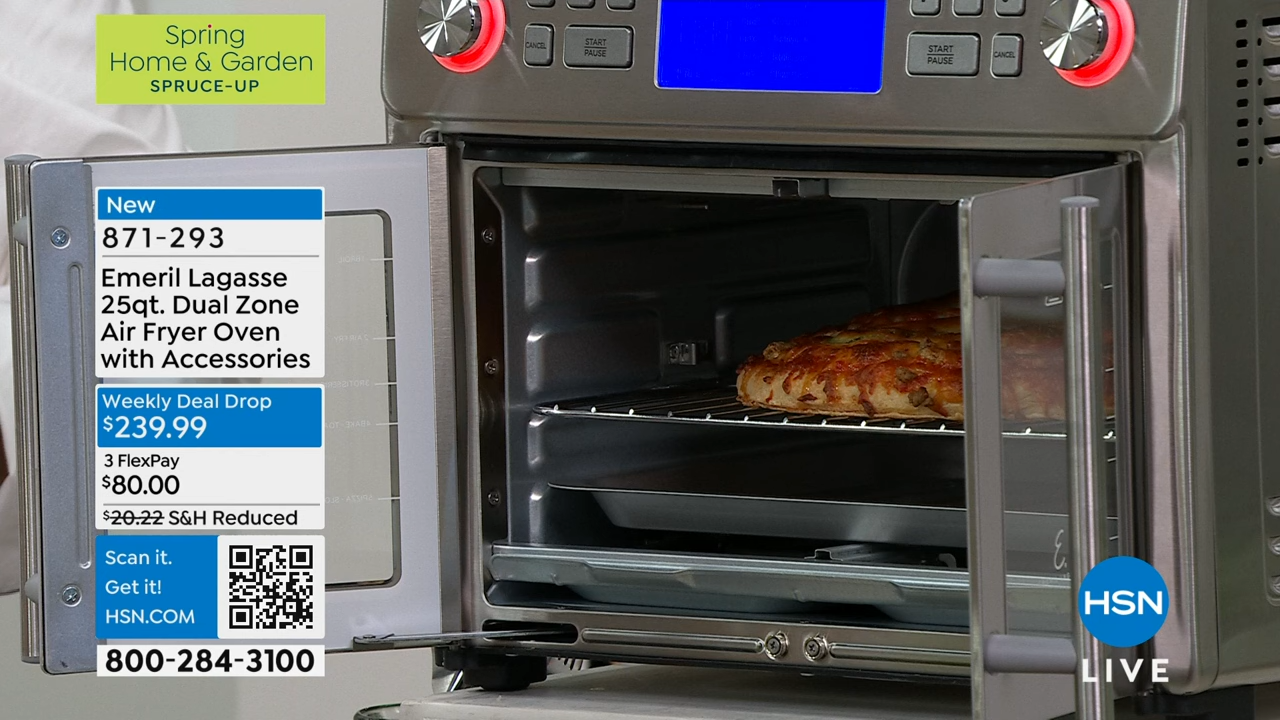 Spring
Home & Garden
SPRUCE-UP
CANCEL
START
PAUSE
START
PAUSE
CANCEL
New
871-293
Emeril Lagasse
25qt. Dual Zone
Air Fryer Oven
with Accessories
Weekly Deal Drop
$239.99
3 FlexPay
$80.00
$20.22 S&H Reduced
Scan it.
Get it!
HSN.COM
800-284-3100
HSN
LIVE